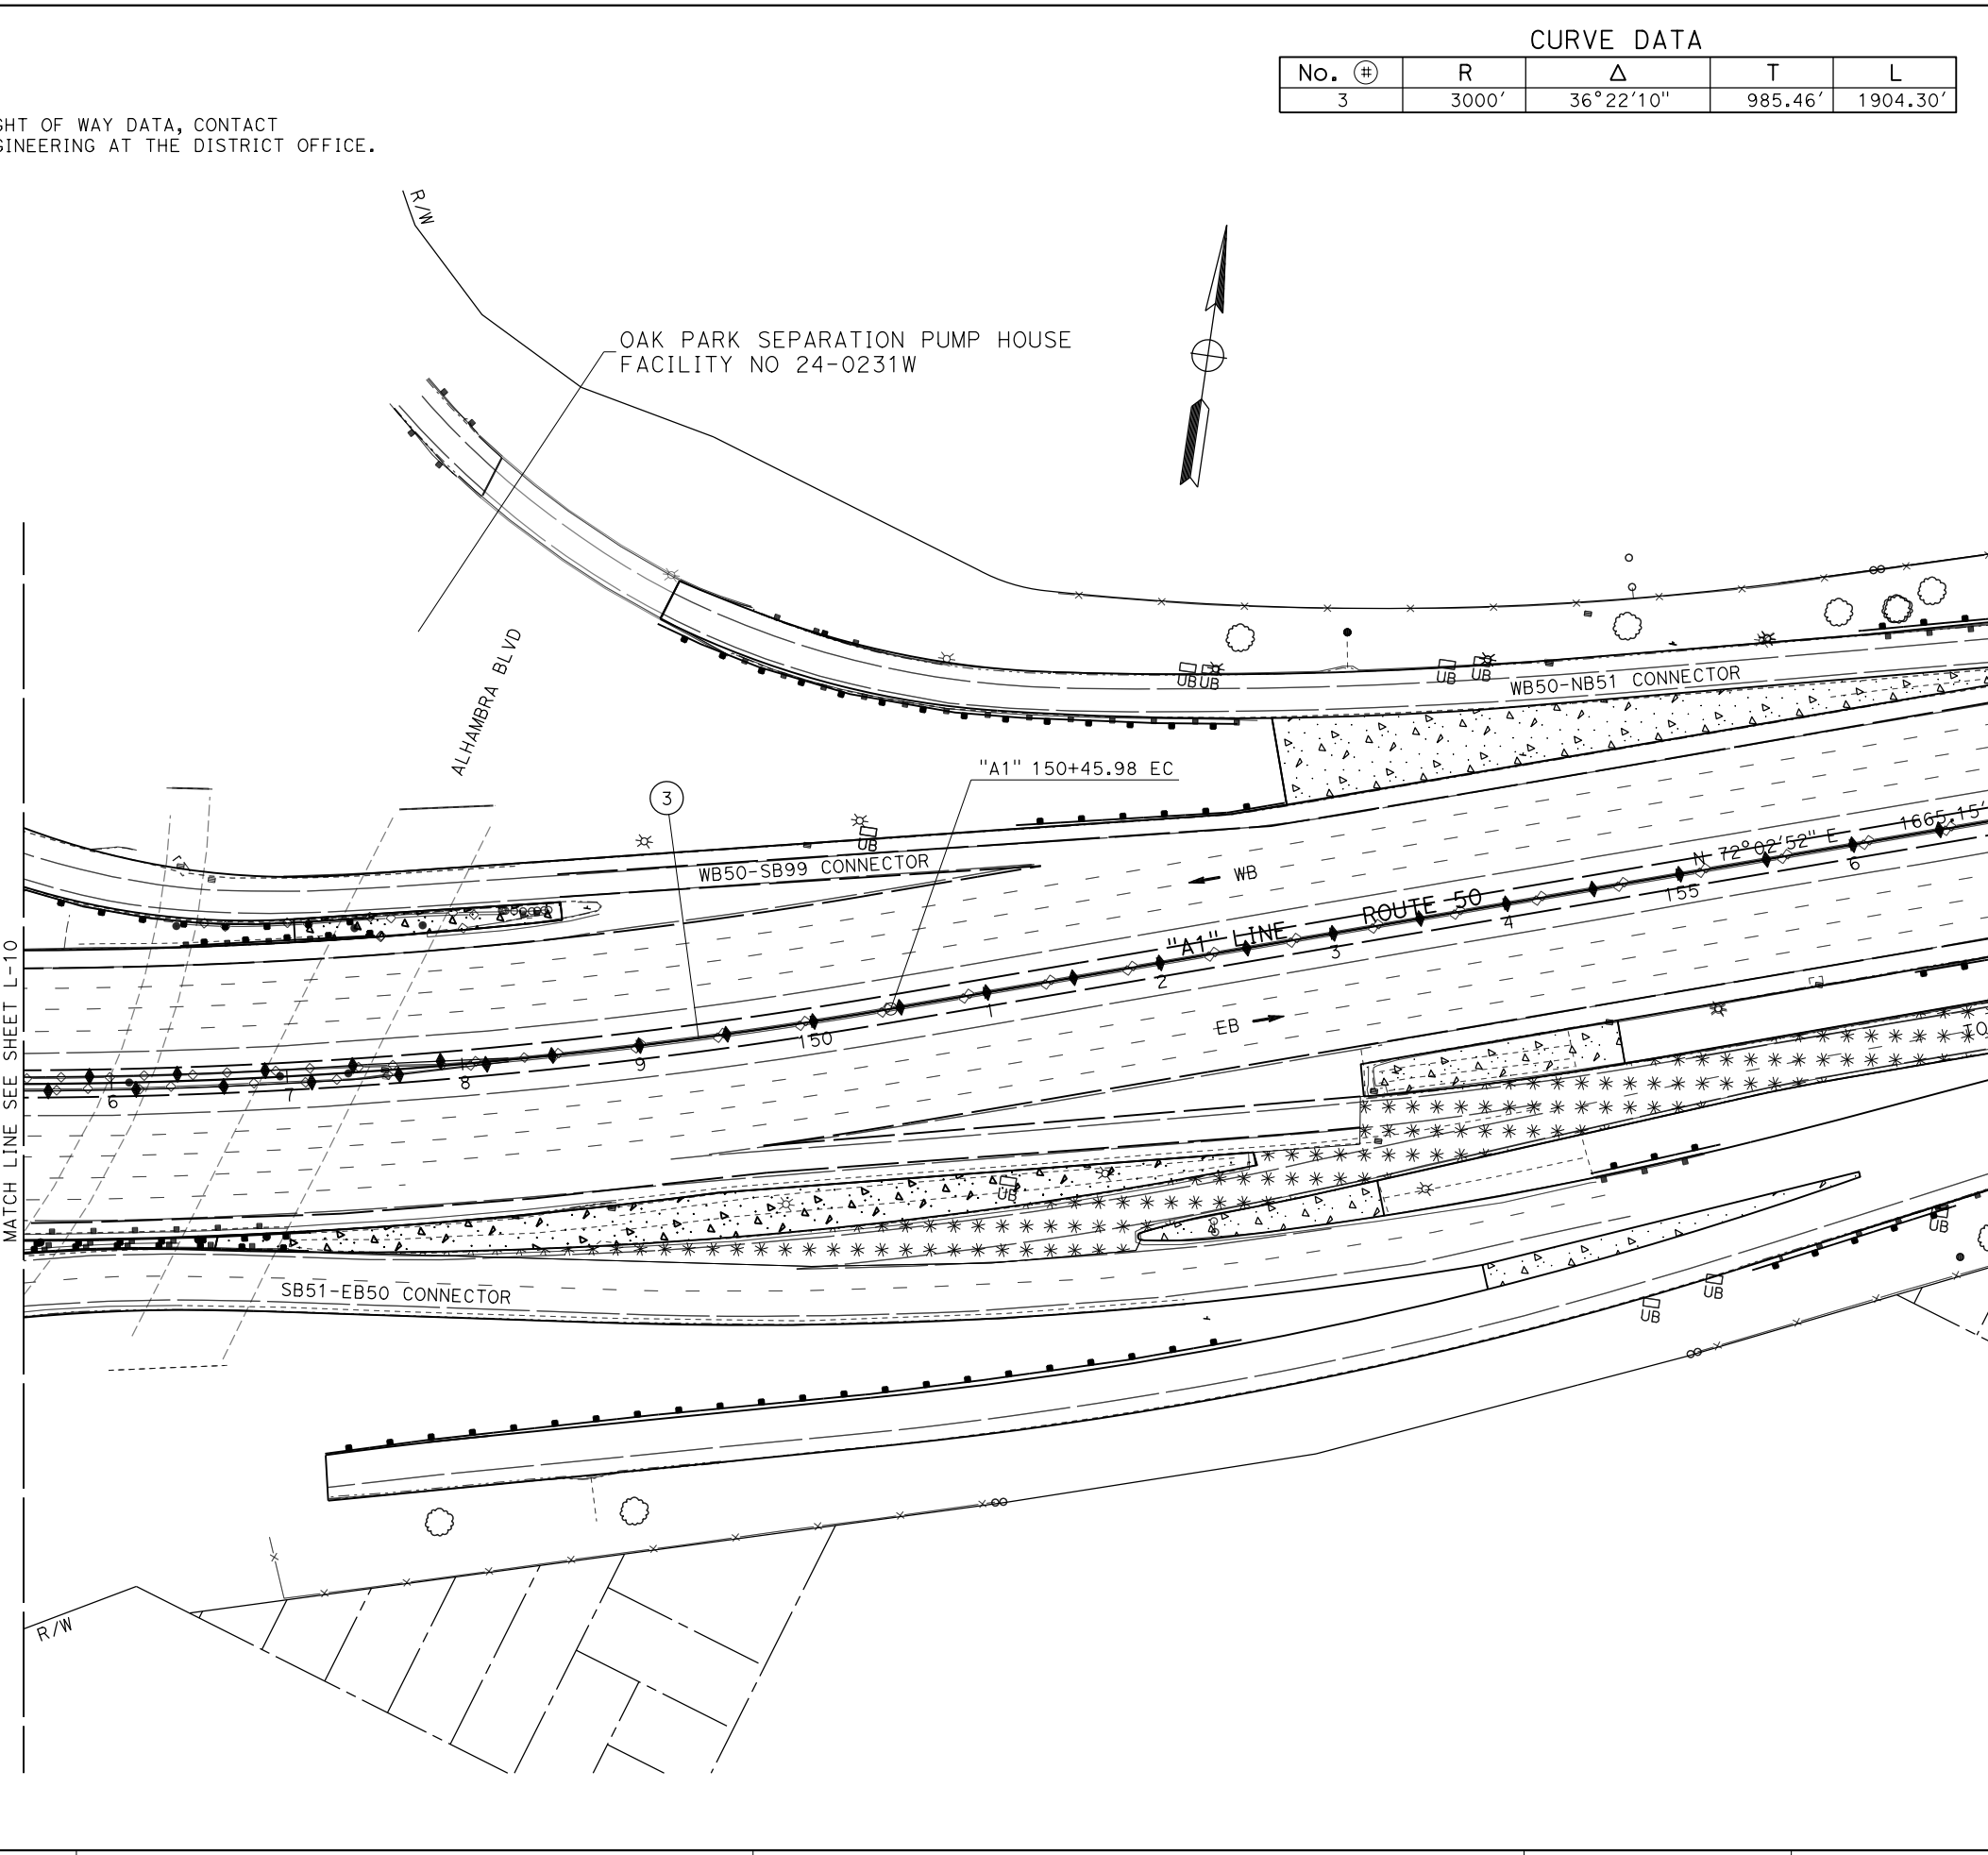 CURVE DATA
No. # R Δ T L
3 3000' 36°22'10" 985.46' 1904.30'
GHT OF WAY DATA, CONTACT
GINEERING AT THE DISTRICT OFFICE.
R/W
OAK PARK SEPARATION PUMP HOUSE
FACILITY NO 24-0231W
ALHAMBRA BLVD
UB UB
UB UB
WB50-NB51 CONNECTOR
"A1" 150+45.98 EC
3
UB
WB50-SB99 CONNECTOR
WB
N 72°02'52" E 1665.15'
"A1" LINE ROUTE 50
6 7 8 9 150 1 2 3 4 155 6
EB
MATCH LINE SEE SHEET L-10
TO
UB
SB51-EB50 CONNECTOR
UB
UB
UB
R/W